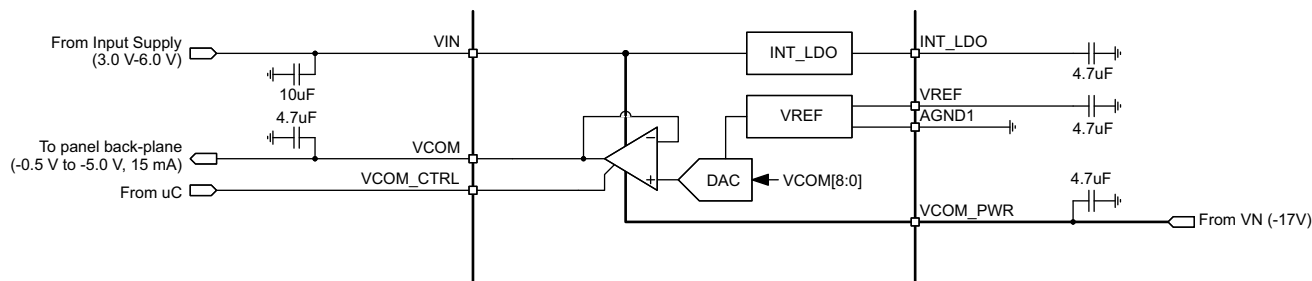 From Input Supply
(3.0 V-6.0 V)
VIN
10uF
4.7uF
To panel back-plane
(-0.5 V to -5.0 V, 15 mA)
VCOM
From uC
VCOM_CTRL
INT_LDO
INT_LDO
4.7uF
VREF
VREF
AGND1
4.7uF
−
+
DAC
VCOM[8:0]
VCOM_PWR
4.7uF
From VN (-17V)